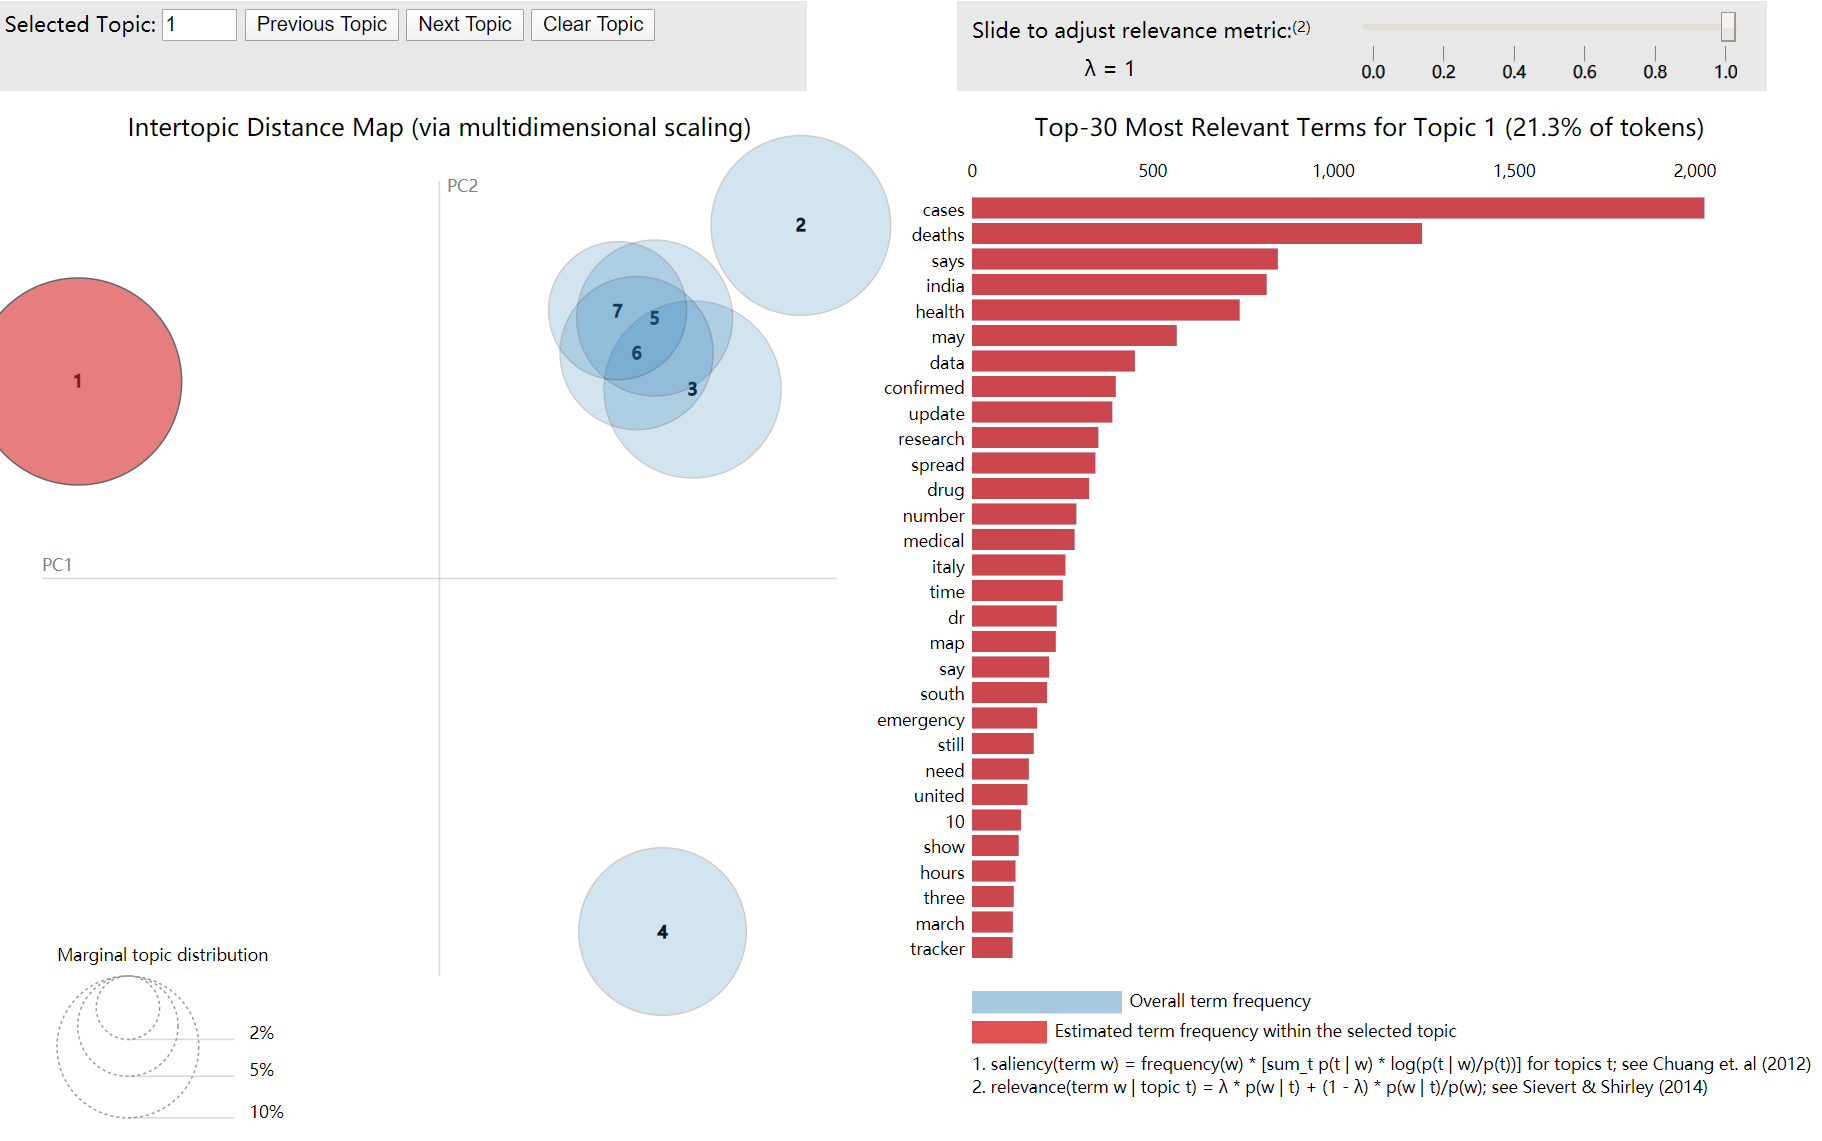 Selected Topic: 1 Previous Topic Next Topic Clear Topic
Slide to adjust relevance metric:(2)
λ = 1
0.0 0.2 0.4 0.6 0.8 1.0
Intertopic Distance Map (via multidimensional scaling)
PC2
PC1
1
2
7
5
6
3
4
Marginal topic distribution
2%
5%
10%
Top-30 Most Relevant Terms for Topic 1 (21.3% of tokens)
0 500 1,000 1,500 2,000
cases
deaths
says
india
health
may
data
confirmed
update
research
spread
drug
number
medical
italy
time
dr
map
say
south
emergency
still
need
united
10
show
hours
three
march
tracker
Overall term frequency
Estimated term frequency within the selected topic
1. saliency(term w) = frequency(w) * [sum_t p(t | w) * log(p(t | w)/p(t))] for topics t; see Chuang et. al (2012)
2. relevance(term w | topic t) = λ * p(w | t) + (1 - λ) * p(w | t)/p(w); see Sievert & Shirley (2014)